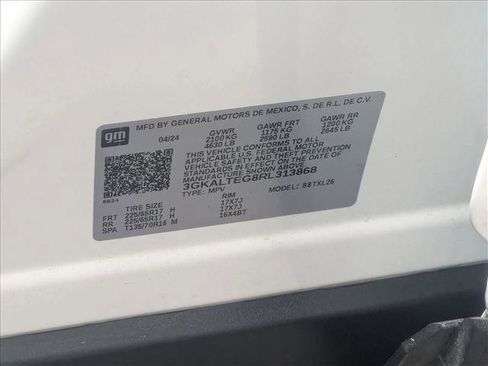 gm
MFD BY GENERAL MOTORS DE MEXICO, S. DE R.L. DE C.V.
04/24 GVWR GAWR FRT GAWR RR
2100 KG 1175 KG 1200 KG
4630 LB 2590 LB 2645 LB
THIS VEHICLE CONFORMS TO ALL
APPLICABLE U.S. FEDERAL MOTOR
VEHICLE SAFETY AND THEFT PREVENTION
STANDARDS IN EFFECT ON THE DATE OF
MANUFACTURE SHOWN ABOVE.
3GKALTEG8RL313868
TYPE: MPV MODEL: 88TXL26
TIRE SIZE RIM
FRT 225/65R17 H 17X7J
RR 225/65R17 H 17X7J
SPA T135/70R16 M 16X4BT